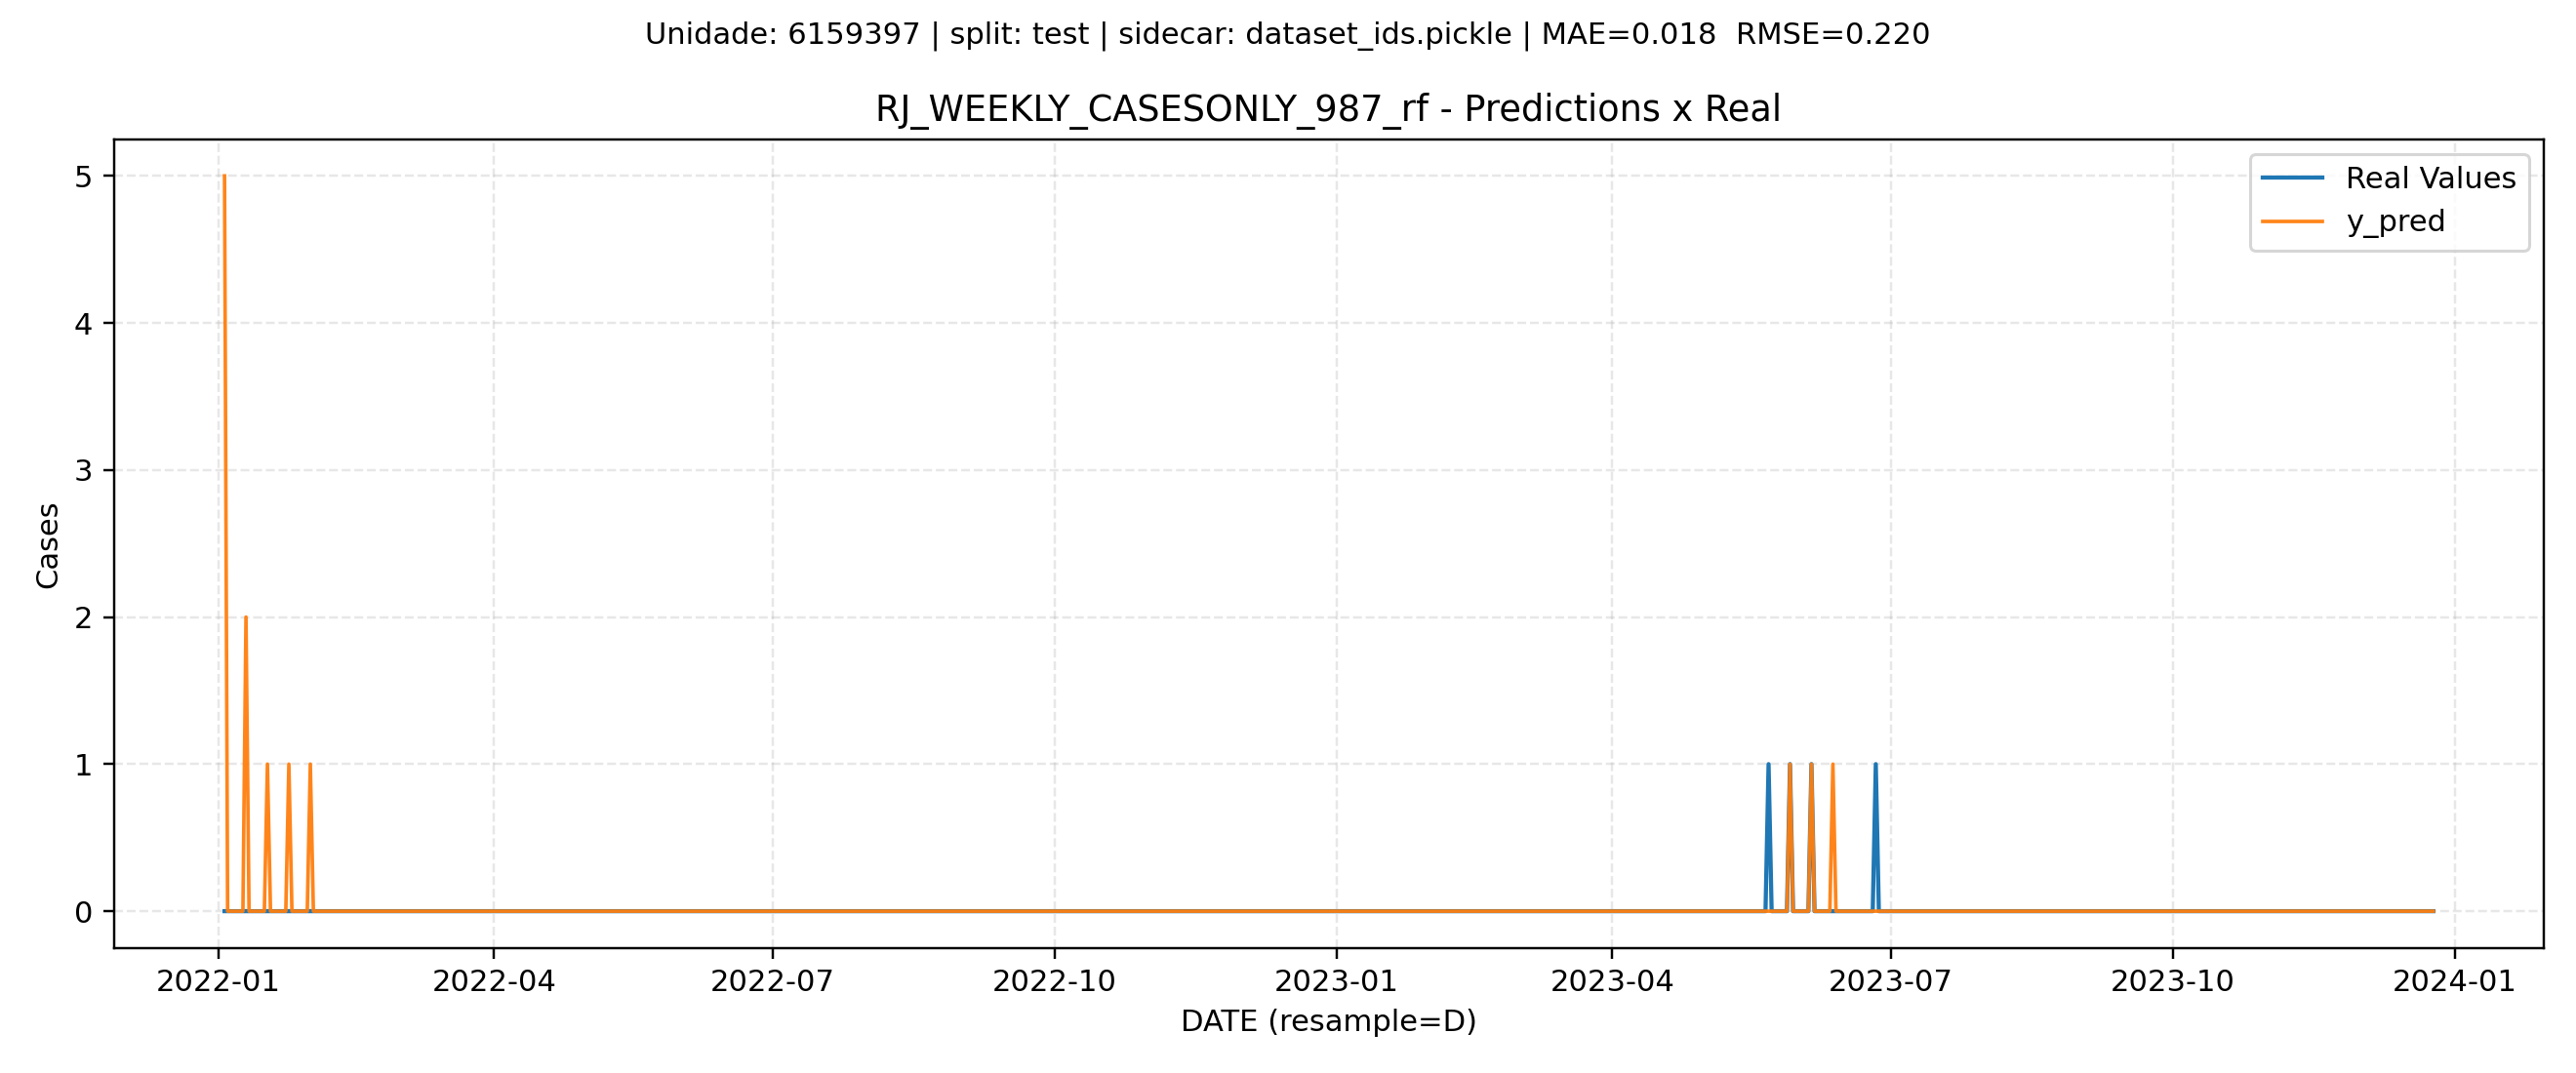 Unidade: 6159397 | split: test | sidecar: dataset_ids.pickle | MAE=0.018  RMSE=0.220
RJ_WEEKLY_CASESONLY_987_rf - Predictions x Real
Real Values
y_pred
5
4
3
2
1
0
Cases
2022-01 2022-04 2022-07 2022-10 2023-01 2023-04 2023-07 2023-10 2024-01
DATE (resample=D)